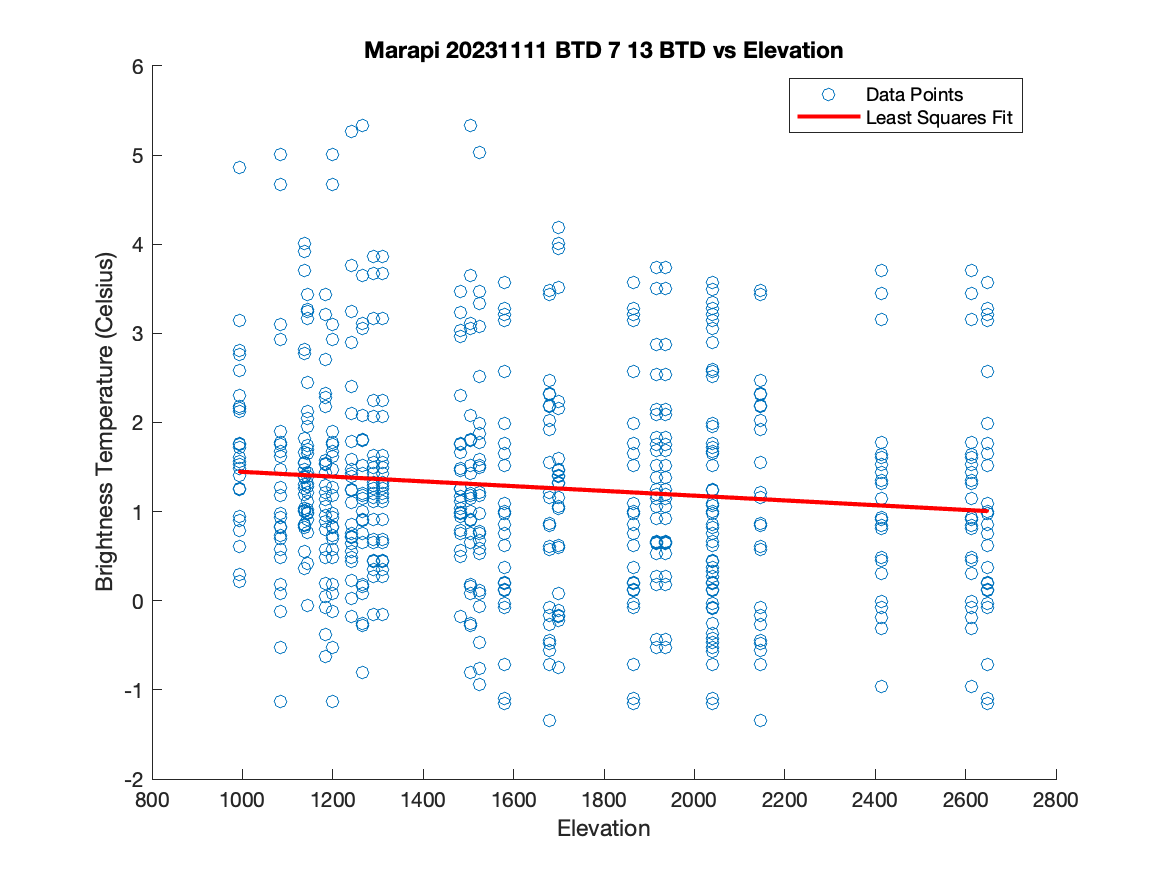 Marapi 20231111 BTD 7 13 BTD vs Elevation
Data Points
Least Squares Fit
6
5
4
3
2
1
0
-1
-2
Brightness Temperature (Celsius)
800 1000 1200 1400 1600 1800 2000 2200 2400 2600 2800
Elevation